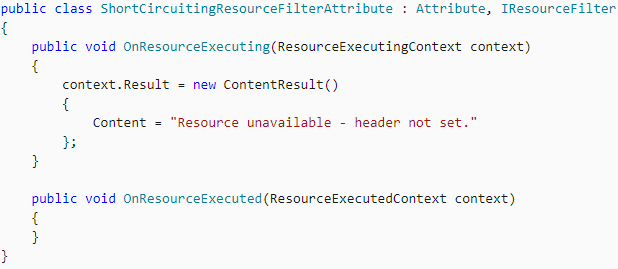 public class ShortCircuitingResourceFilterAttribute : Attribute, IResourceFilter
{
    public void OnResourceExecuting(ResourceExecutingContext context)
    {
        context.Result = new ContentResult()
        {
            Content = "Resource unavailable - header not set."
        };
    }

    public void OnResourceExecuted(ResourceExecutedContext context)
    {
    }
}